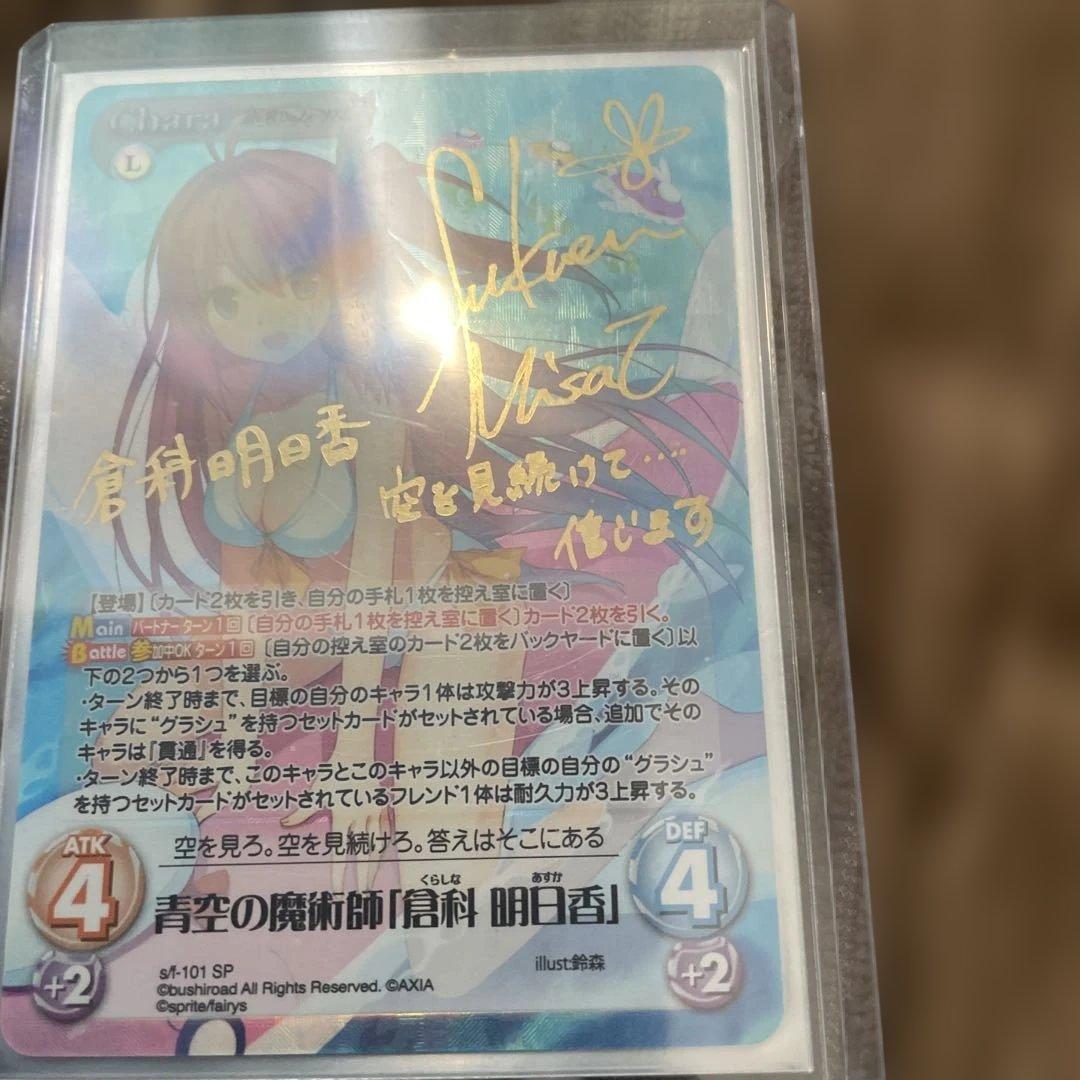 Chara
L
Sukuen
Misato
倉科明日香
空を見続けて....
信じます
【登場】〔カード2枚を引き、自分の手札1枚を控え室に置く〕
Main パートナー ターン1回 〔自分の手札1枚を控え室に置く〕カード2枚を引く。
Battle 参加中OK ターン1回 〔自分の控え室のカード2枚をバックヤードに置く〕以
下の2つから1つを選ぶ。
・ターン終了時まで、目標の自分のキャラ1体は攻撃力が3上昇する。その
キャラに“グラシュ”を持つセットカードがセットされている場合、追加でその
キャラは『貫通』を得る。
・ターン終了時まで、このキャラとこのキャラ以外の目標の自分の“グラシュ”
を持つセットカードがセットされているフレンド1体は耐久力が3上昇する。
空を見ろ。空を見続けろ。答えはそこにある
ATK
4
DEF
4
くらしな あすか
青空の魔術師「倉科 明日香」
+2
+2
illust:鈴森
s/f-101 SP
©bushiroad All Rights Reserved. ©AXIA
©sprite/fairys